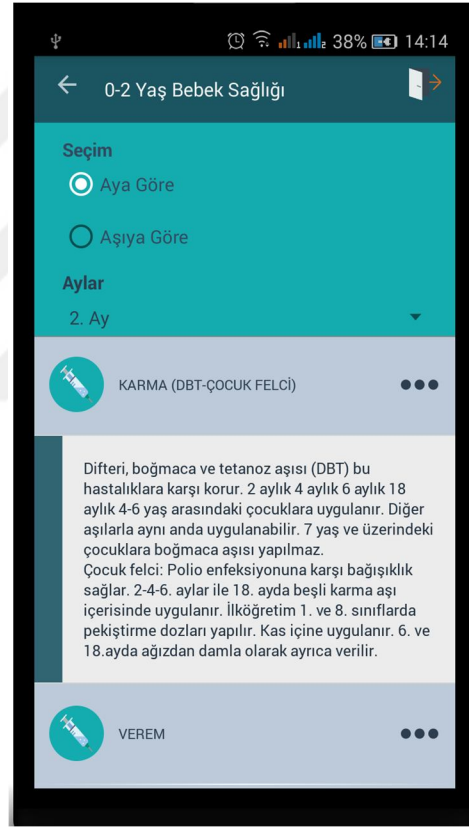 38% 14:14
0-2 Yaş Bebek Sağlığı
Seçim
Aya Göre
Aşıya Göre
Aylar
2. Ay
KARMA (DBT-ÇOCUK FELCİ)
Difteri, boğmaca ve tetanoz aşısı (DBT) bu
hastalıklara karşı korur. 2 aylık 4 aylık 6 aylık 18
aylık 4-6 yaş arasındaki çocuklara uygulanır. Diğer
aşılarla aynı anda uygulanabilir. 7 yaş ve üzerindeki
çocuklara boğmaca aşısı yapılmaz.
Çocuk felci: Polio enfeksiyonuna karşı bağışıklık
sağlar. 2-4-6. aylar ile 18. ayda beşli karma aşı
içerisinde uygulanır. İlköğretim 1. ve 8. sınıflarda
pekiştirme dozları yapılır. Kas içine uygulanır. 6. ve
18.ayda ağızdan damla olarak ayrıca verilir.
VEREM